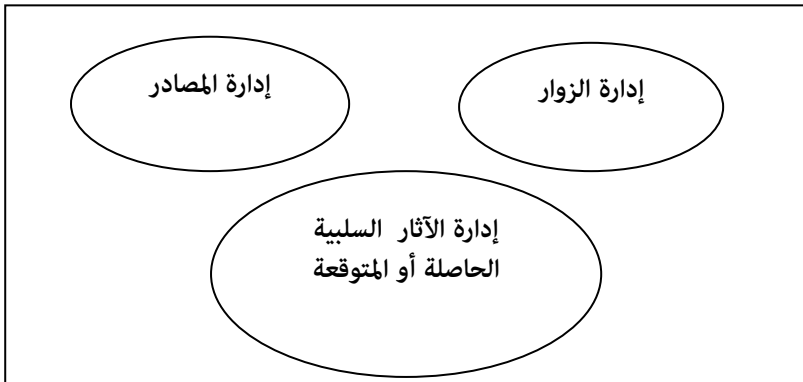 إدارة الزوار
إدارة المصادر
إدارة الآثار السلبية
الحاصلة أو المتوقعة